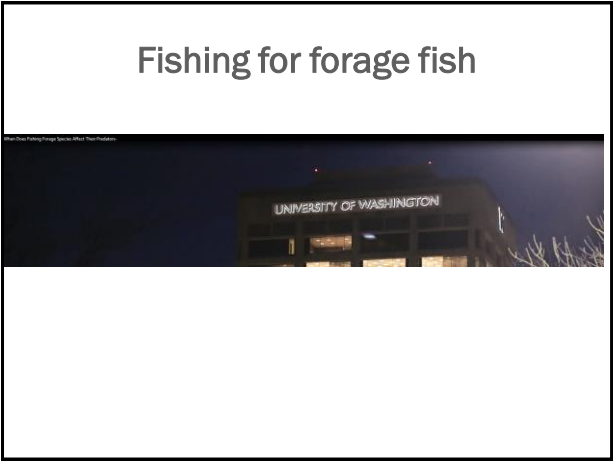 Fishing for forage fish
When Does Fishing Forage Species Affect Their Predators
UNIVERSITY OF WASHINGTON